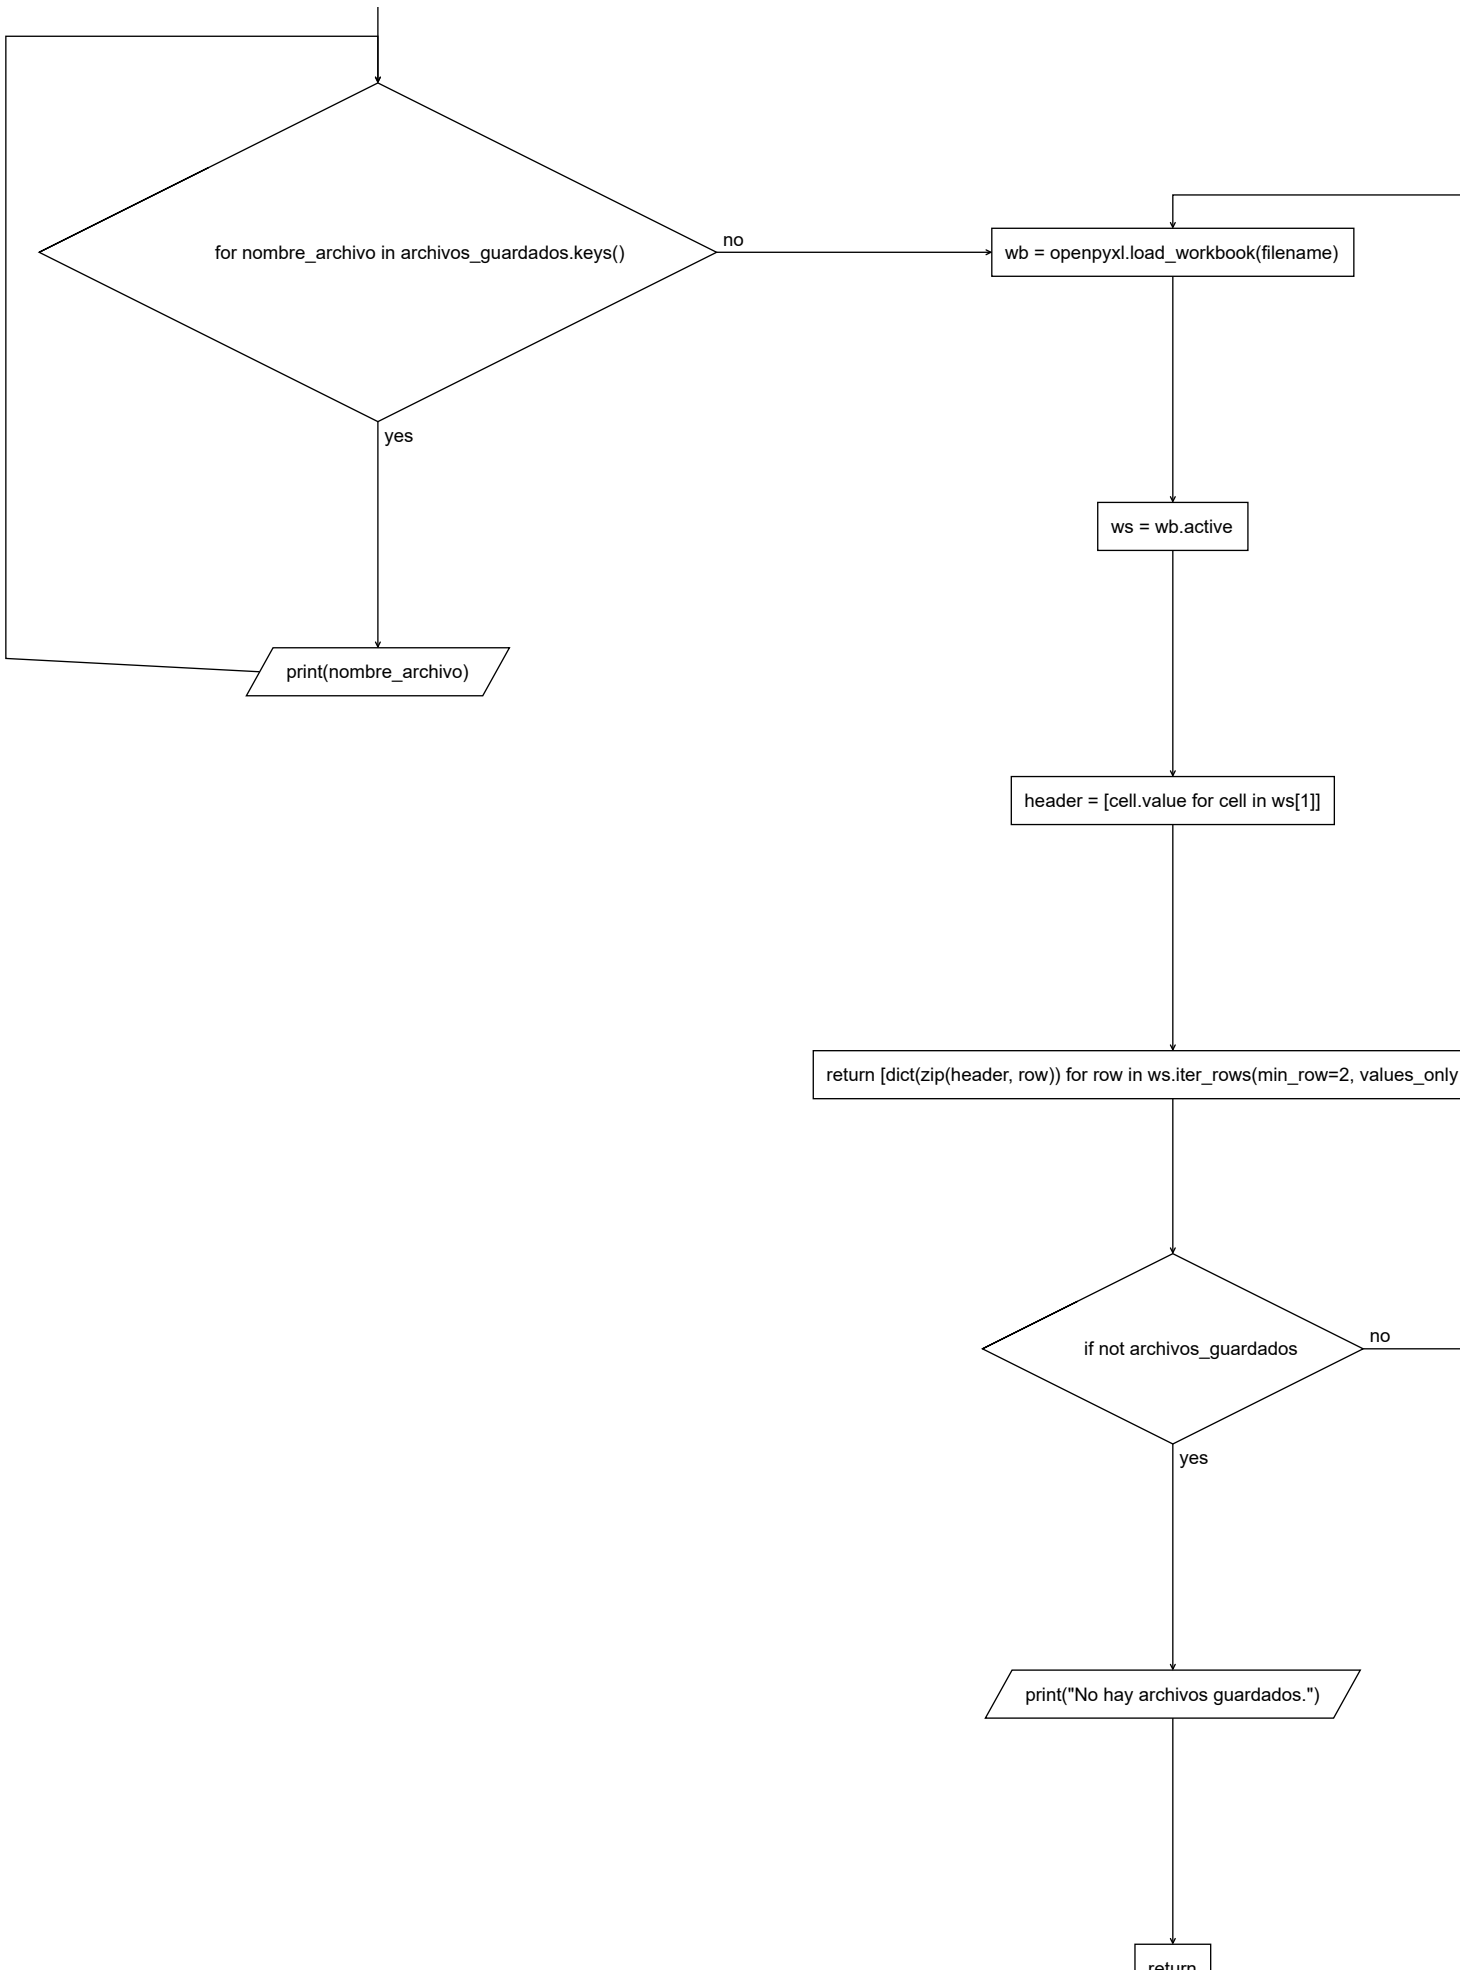 for nombre_archivo in archivos_guardados.keys()
no
wb = openpyxl.load_workbook(filename)
yes
ws = wb.active
print(nombre_archivo)
header = [cell.value for cell in ws[1]]
return [dict(zip(header, row)) for row in ws.iter_rows(min_row=2, values_only
if not archivos_guardados
no
yes
print("No hay archivos guardados.")
return